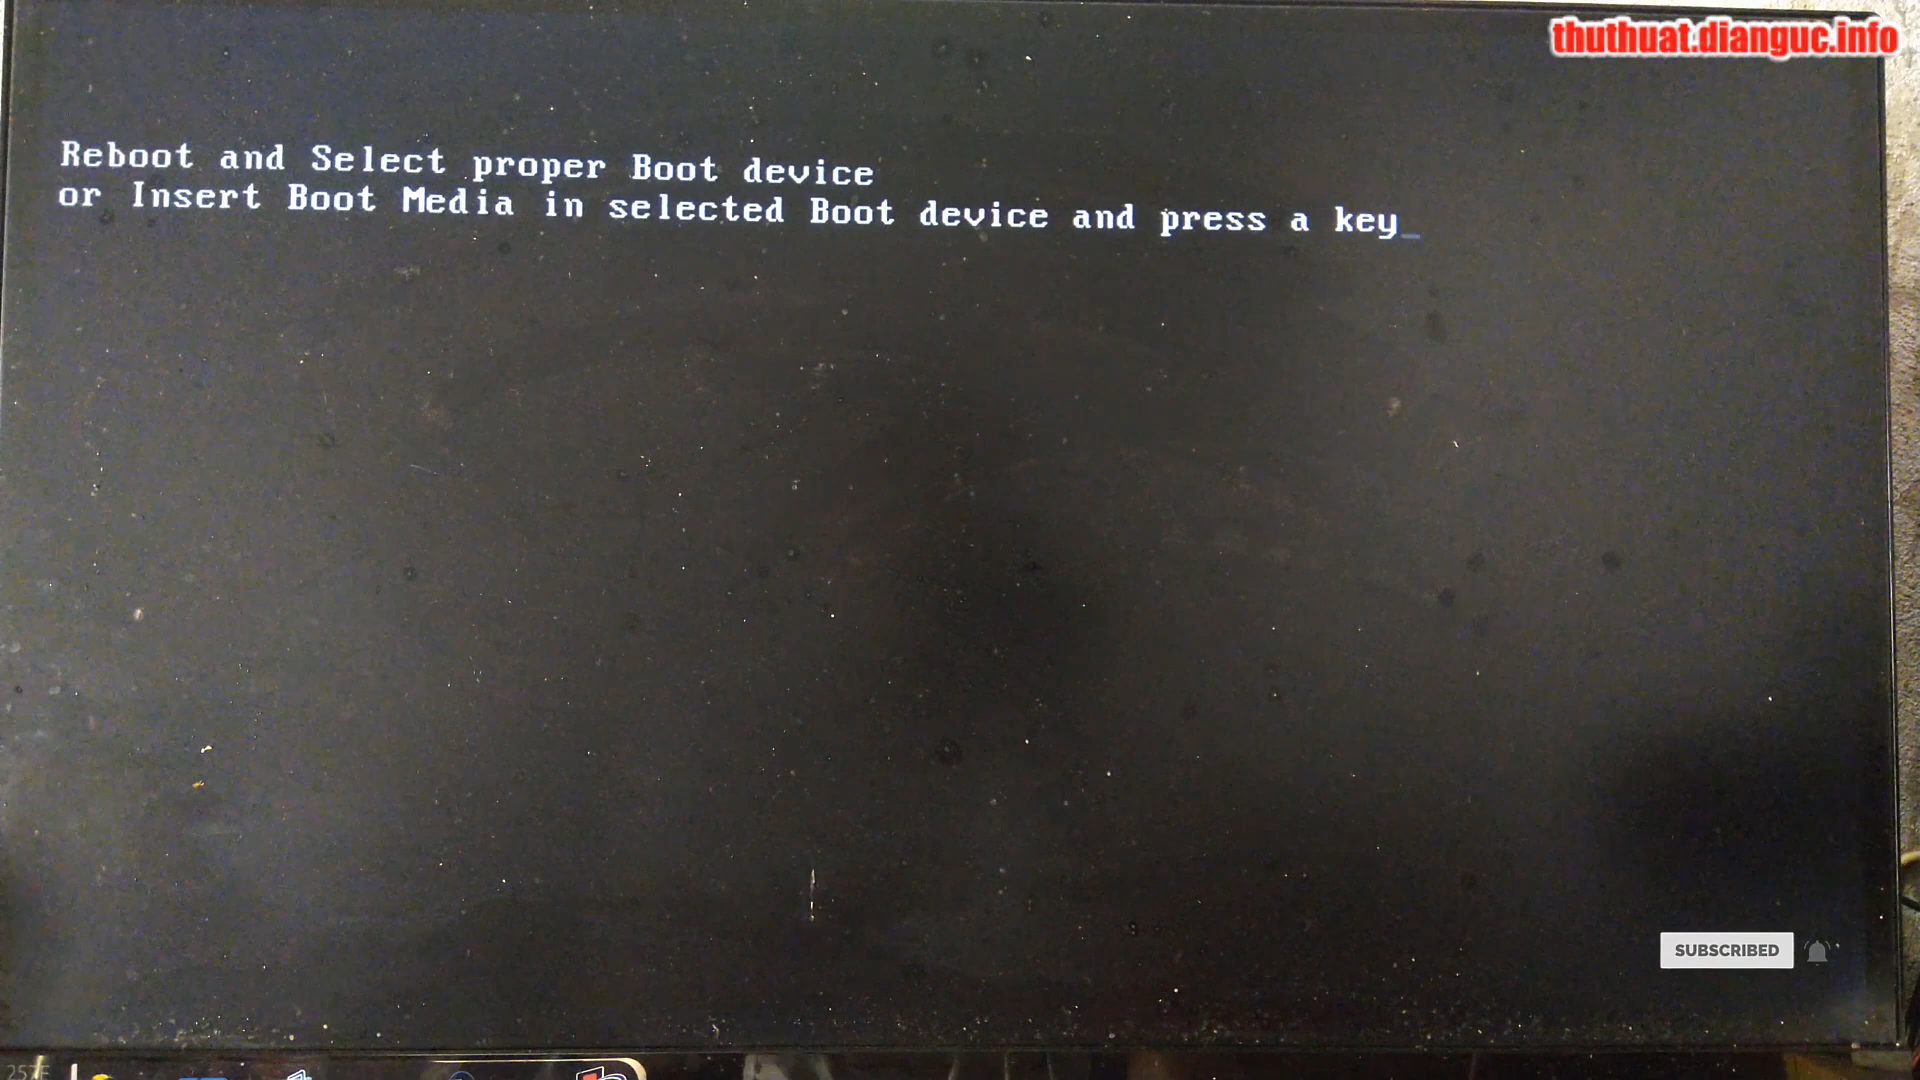 thuthuat.dianguc.info
Reboot and Select proper Boot device
or Insert Boot Media in selected Boot device and press a key_
SUBSCRIBED
257F